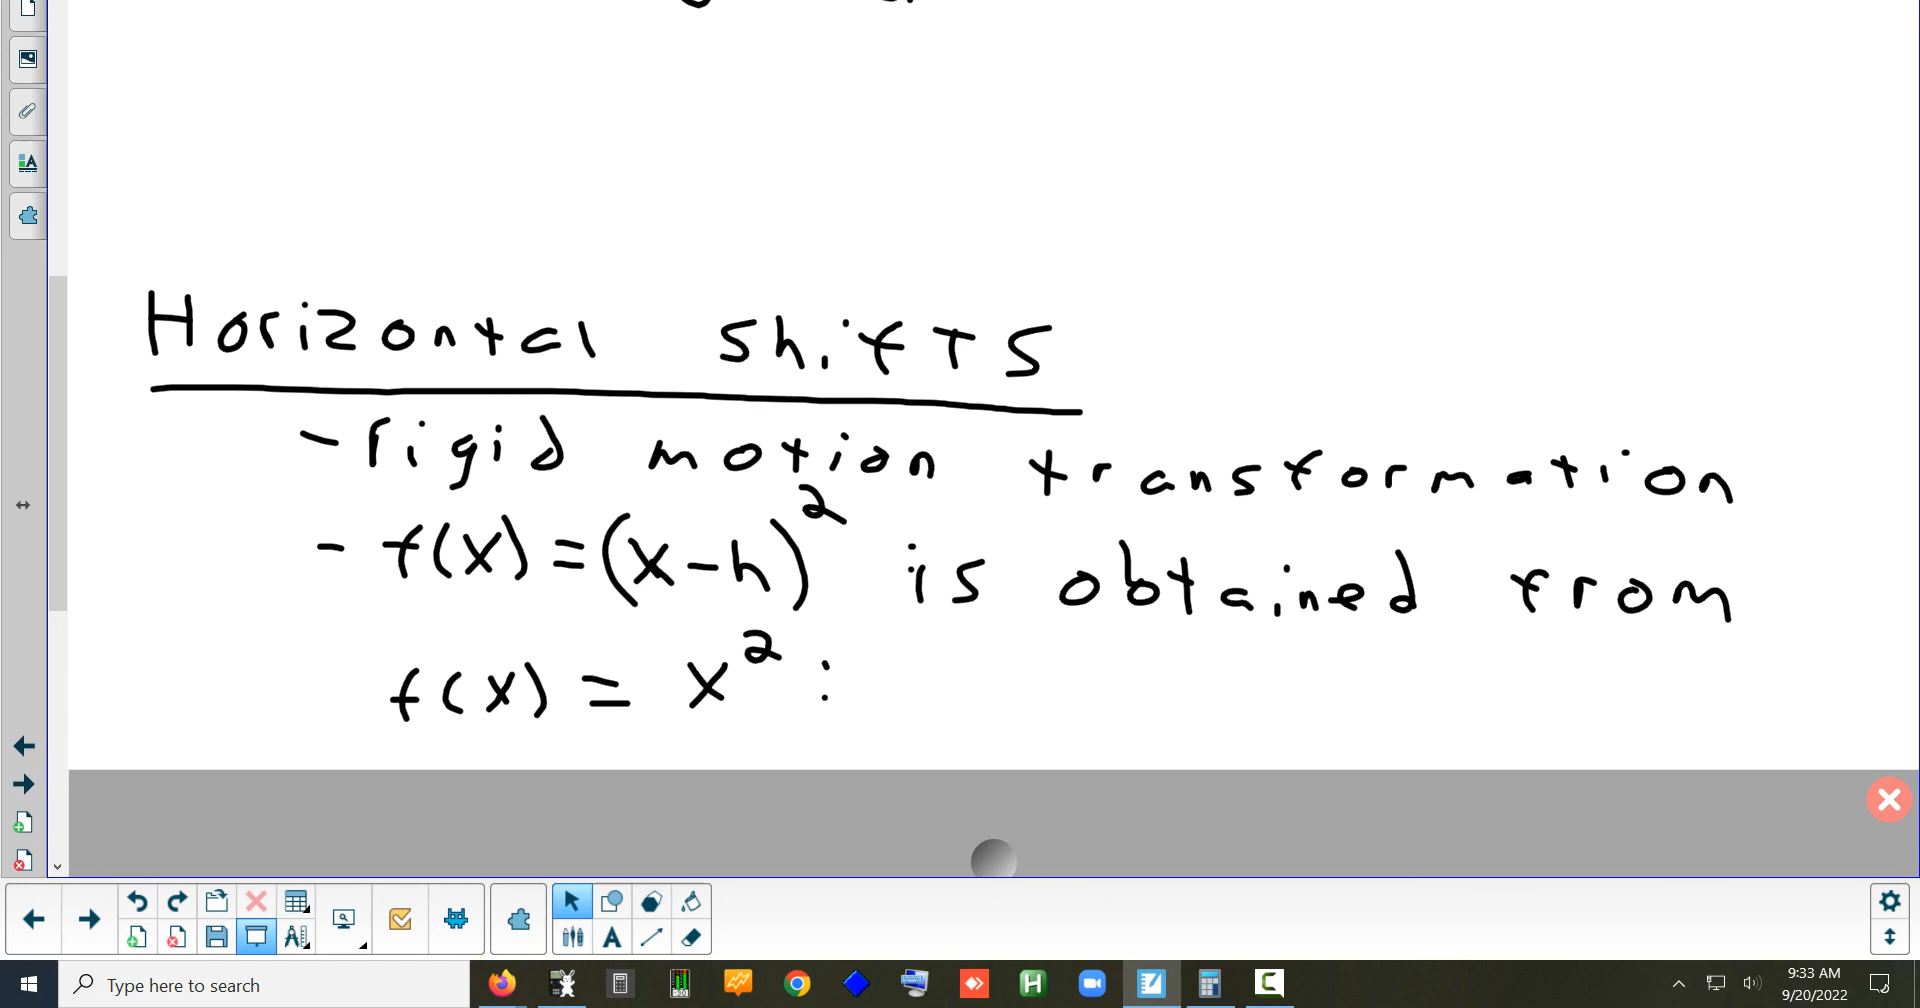 Horizontal shifts
- rigid motion transformation
- f(x) = (x-h)² is obtained from
f(x) = x² :
Type here to search
9:33 AM
9/20/2022